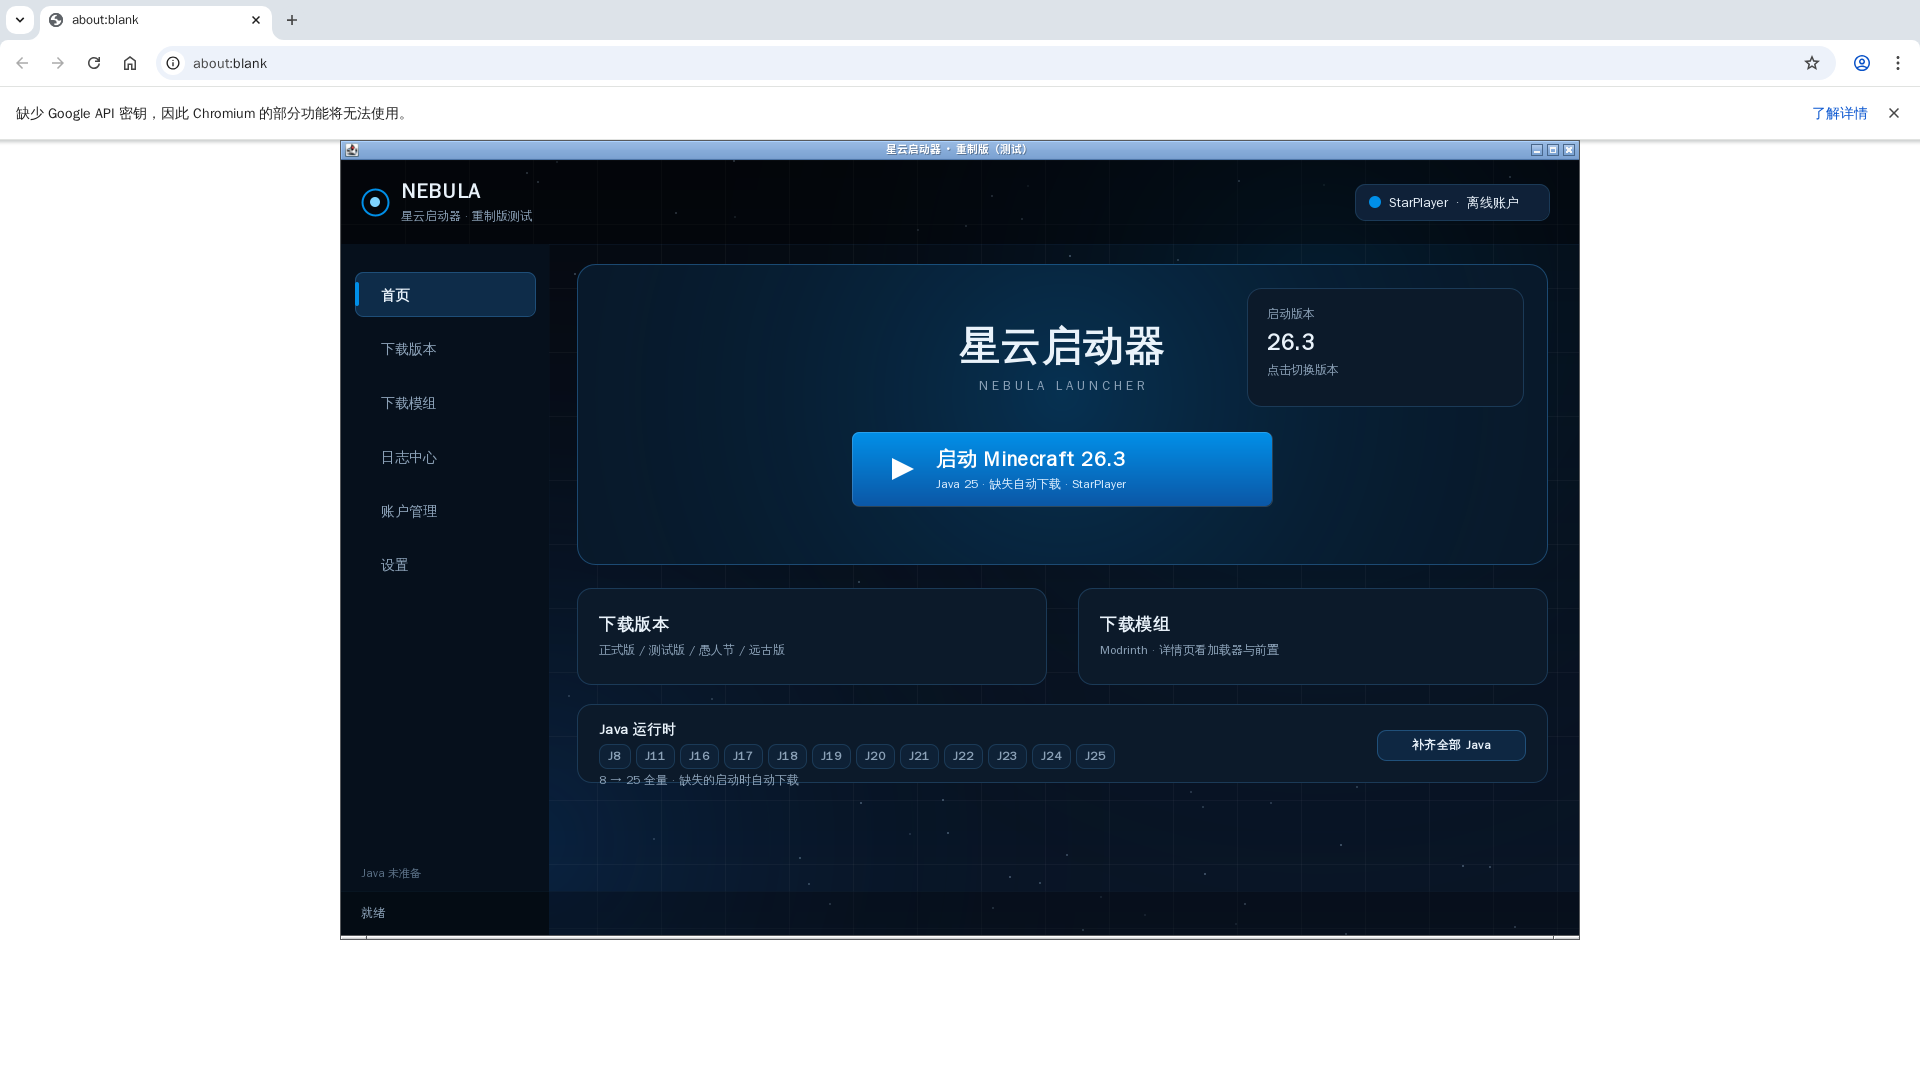 about:blank
about:blank
缺少 Google API 密钥，因此 Chromium 的部分功能将无法使用。
了解详情
星云启动器 · 重制版（测试）
NEBULA
星云启动器 · 重制版测试
StarPlayer · 离线账户
首页
下载版本
下载模组
日志中心
账户管理
设置
Java 未准备
就绪
星云启动器
NEBULA LAUNCHER
启动版本
26.3
点击切换版本
启动 Minecraft 26.3
Java 25 · 缺失自动下载 · StarPlayer
下载版本
正式版 / 测试版 / 愚人节 / 远古版
下载模组
Modrinth · 详情页看加载器与前置
Java 运行时
J8 J11 J16 J17 J18 J19 J20 J21 J22 J23 J24 J25
8 → 25 全量 · 缺失的启动时自动下载
补齐全部 Java